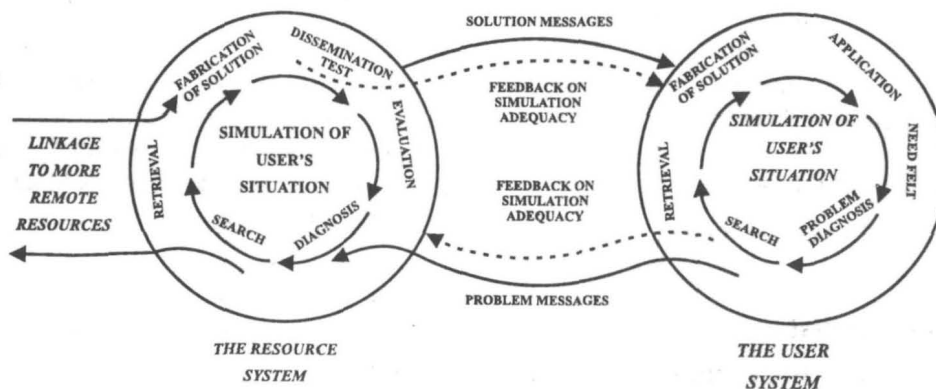 SOLUTION MESSAGES
FABRICATION
OF SOLUTION
DISSEMINATION
TEST
EVALUATION
DIAGNOSIS
SEARCH
RETRIEVAL
SIMULATION OF
USER'S
SITUATION
LINKAGE
TO MORE
REMOTE
RESOURCES
FEEDBACK ON
SIMULATION
ADEQUACY
FEEDBACK ON
SIMULATION
ADEQUACY
PROBLEM MESSAGES
FABRICATION
OF SOLUTION
APPLICATION
NEED FELT
PROBLEM
DIAGNOSIS
SEARCH
RETRIEVAL
SIMULATION OF
USER'S
SITUATION
THE RESOURCE
SYSTEM
THE USER
SYSTEM